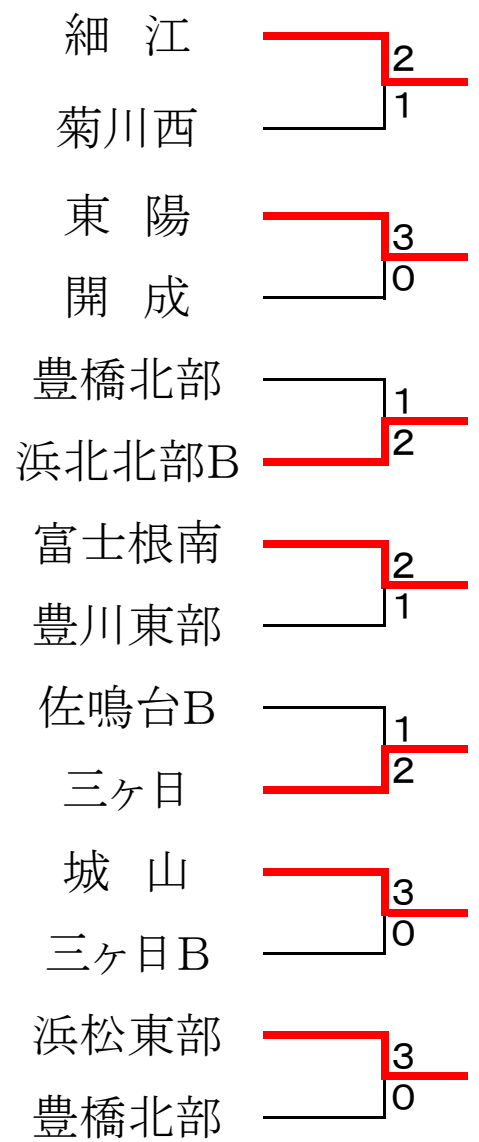 細 江
2
1
菊川西
東 陽
3
0
開 成
豊橋北部
1
2
浜北北部B
富士根南
2
1
豊川東部
佐鳴台B
1
2
三ヶ日
城 山
3
0
三ヶ日B
浜松東部
3
0
豊橋北部